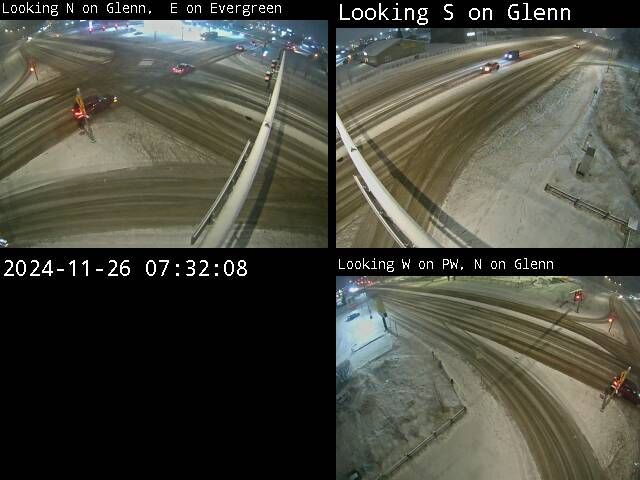 Looking N on Glenn, E on Evergreen
Looking S on Glenn
2024-11-26 07:32:08
Looking W on PW, N on Glenn